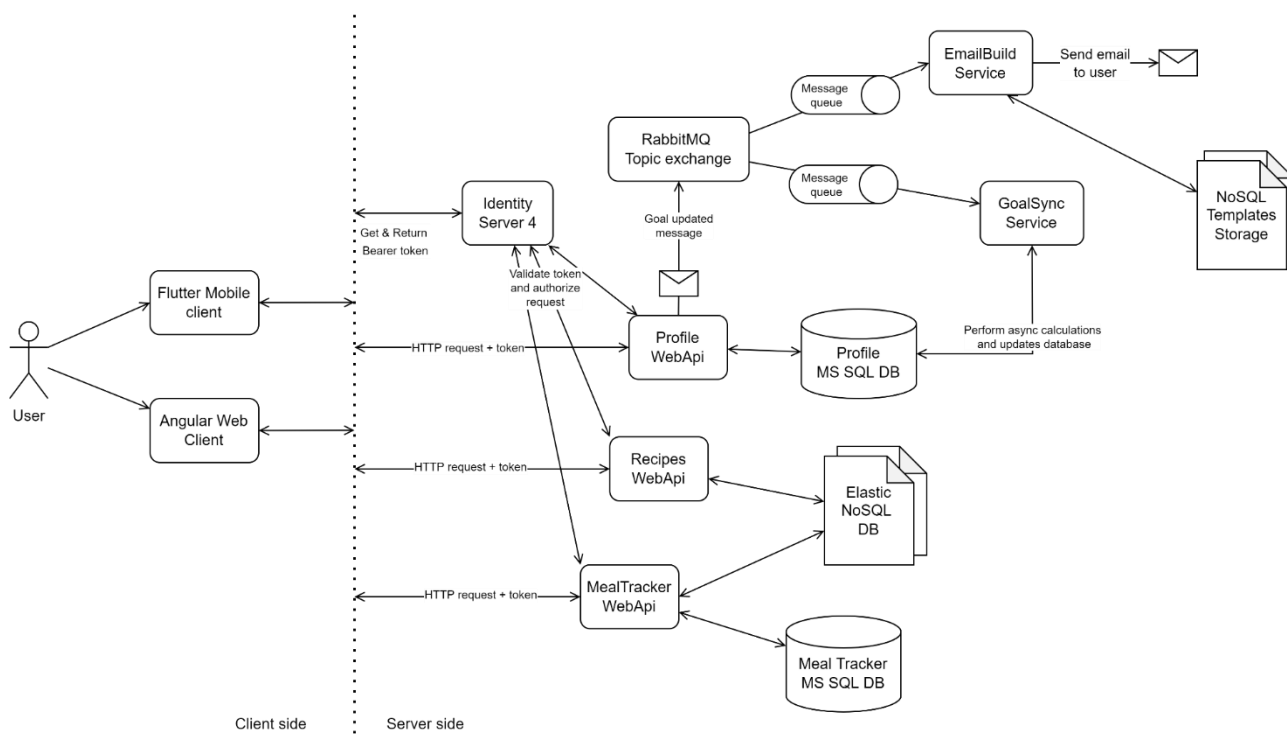 EmailBuild
Service
Send email
to user
Message
queue
RabbitMQ
Topic exchange
Message
queue
NoSQL
Templates
Storage
Identity
Server 4
GoalSync
Service
Goal updated
message
Get & Return
Bearer token
Validate token
and authorize
request
Flutter Mobile
client
Profile
WebApi
HTTP request + token
Profile
MS SQL DB
Perform async calculations
and updates database
User
Angular Web
Client
HTTP request + token
Recipes
WebApi
Elastic
NoSQL
DB
HTTP request + token
MealTracker
WebApi
Meal Tracker
MS SQL DB
Client side
Server side